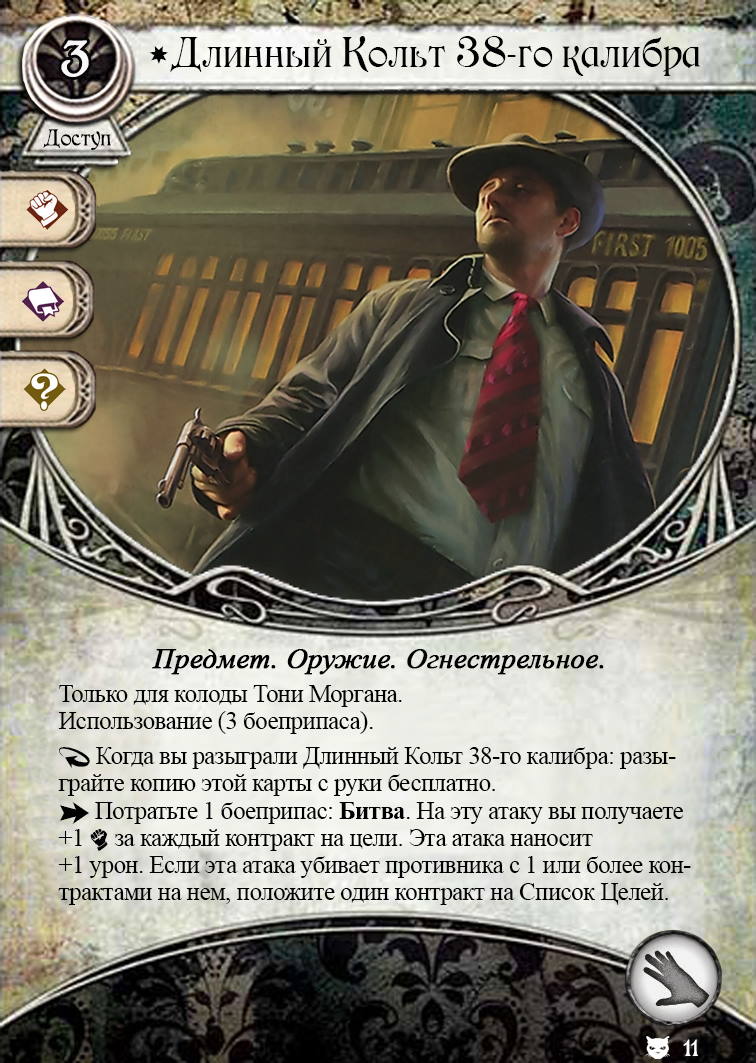 3
Длинный Кольт 38-го калибра
Доступ
FIRST
FIRST 1005
Предмет. Оружие. Огнестрельное.
Только для колоды Тони Моргана.
Использование (3 боеприпаса).
Когда вы разыграли Длинный Кольт 38-го калибра: разы-
грайте копию этой карты с руки бесплатно.
Потратьте 1 боеприпас: Битва. На эту атаку вы получаете
+1 за каждый контракт на цели. Эта атака наносит
+1 урон. Если эта атака убивает противника с 1 или более кон-
трактами на нем, положите один контракт на Список Целей.
11